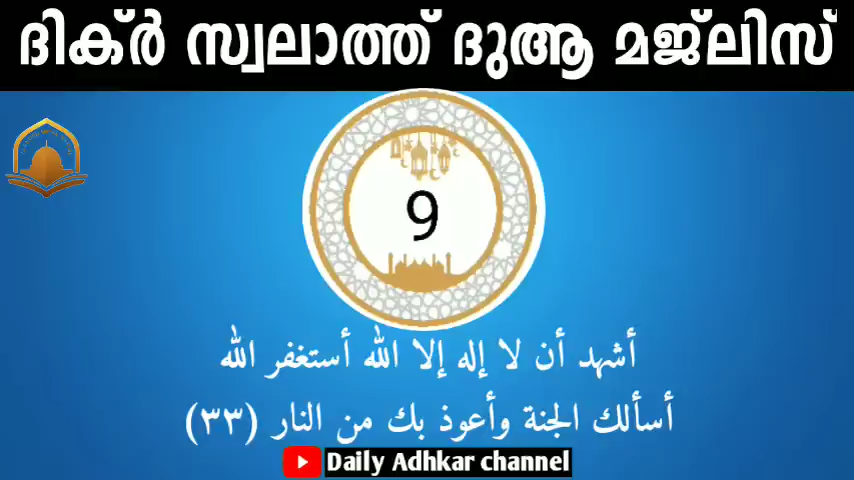 ദിക്ർ സ്വലാത്ത് ദുആ മജ്ലിസ്
9
أشهد أن لا إله إلا الله أستغفر الله
أسألك الجنة وأعوذ بك من النار (٣٣)
Daily Adhkar channel